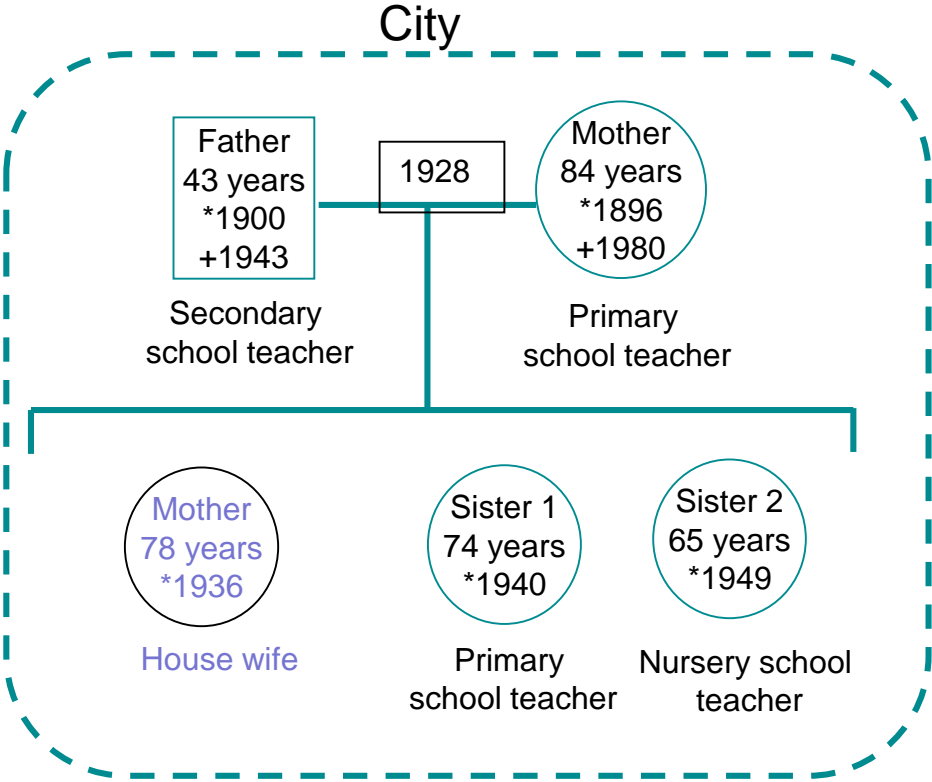 City
Father
43 years
*1900
+1943
1928
Mother
84 years
*1896
+1980
Secondary
school teacher
Primary
school teacher
Mother
78 years
*1936
Sister 1
74 years
*1940
Sister 2
65 years
*1949
House wife
Primary
school teacher
Nursery school
teacher